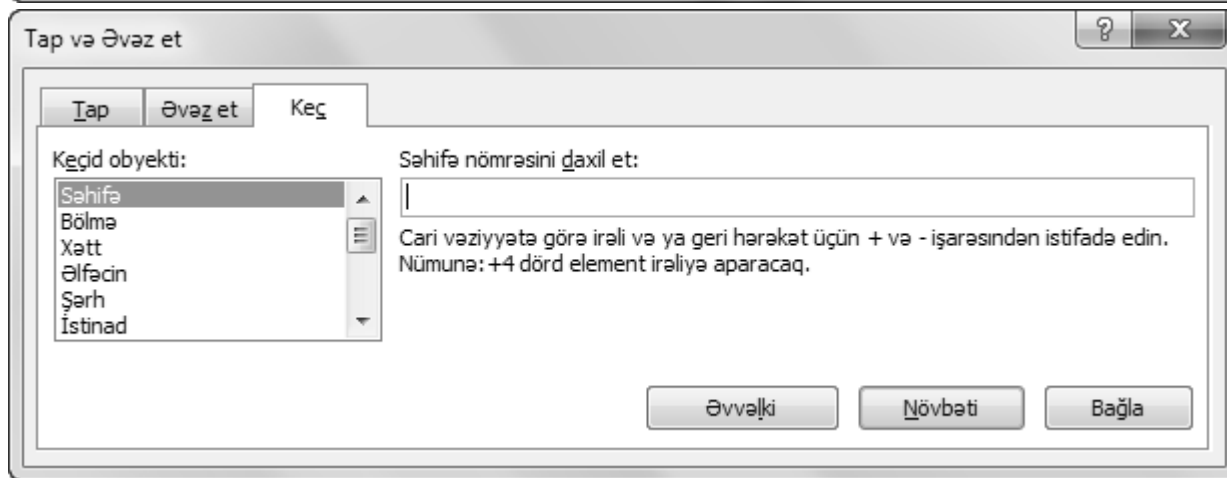 Tap və Əvəz et
Tap Əvəz et Keç
Keçid obyekti:
Səhifə
Bölmə
Xətt
Əlfəcin
Şərh
İstinad
Səhifə nömrəsini daxil et:
Cari vəziyyətə görə irəli və ya geri hərəkət üçün + və - işarəsından istifadə edin.
Nümunə: +4 dörd element irəliyə aparacaq.
Əvvəlki Növbəti Bağla